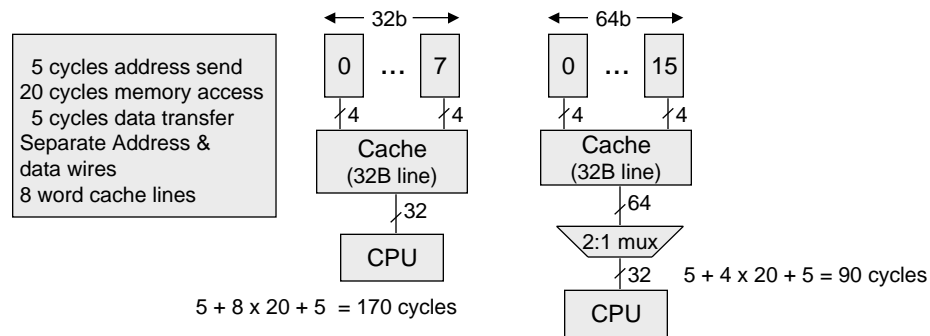 5 cycles address send
20 cycles memory access
5 cycles data transfer
Separate Address &
data wires
8 word cache lines
32b
0 ... 7
4 4
Cache
(32B line)
32
CPU
5 + 8 x 20 + 5 = 170 cycles
64b
0 ... 15
4 4
Cache
(32B line)
64
2:1 mux
32
5 + 4 x 20 + 5 = 90 cycles
CPU